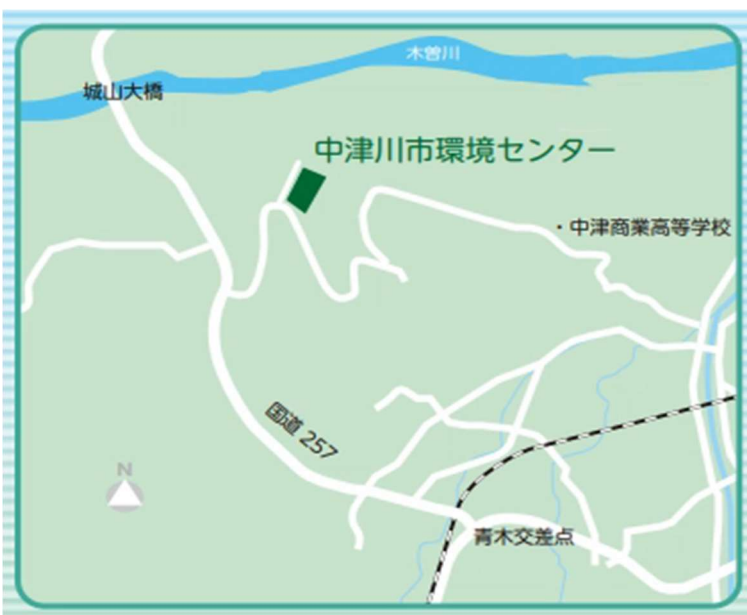 木曽川
城山大橋
中津川市環境センター
・中津商業高等学校
国道 257
N
青木交差点